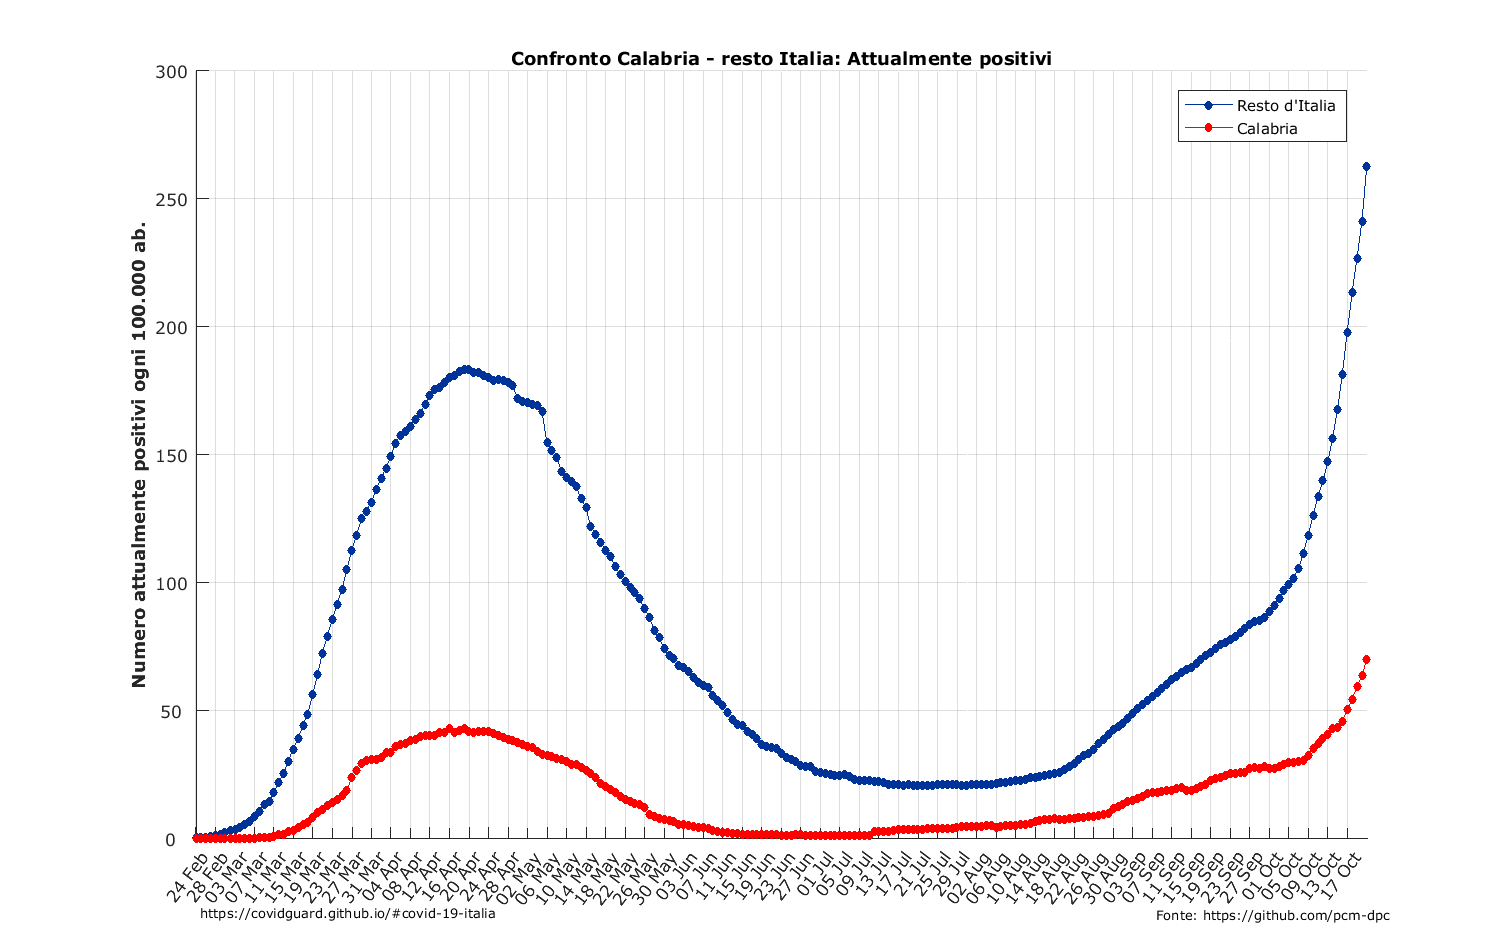 Confronto Calabria - resto Italia: Attualmente positivi
Numero attualmente positivi ogni 100.000 ab.
300
250
200
150
100
50
0
Resto d'Italia
Calabria
24 Feb
28 Feb
03 Mar
07 Mar
11 Mar
15 Mar
19 Mar
23 Mar
27 Mar
31 Mar
04 Apr
08 Apr
12 Apr
16 Apr
20 Apr
24 Apr
28 Apr
02 May
06 May
10 May
14 May
18 May
22 May
26 May
30 May
03 Jun
07 Jun
11 Jun
15 Jun
19 Jun
23 Jun
27 Jun
01 Jul
05 Jul
09 Jul
13 Jul
17 Jul
21 Jul
25 Jul
29 Jul
02 Aug
06 Aug
10 Aug
14 Aug
18 Aug
22 Aug
26 Aug
30 Aug
03 Sep
07 Sep
11 Sep
15 Sep
19 Sep
23 Sep
27 Sep
01 Oct
05 Oct
09 Oct
13 Oct
17 Oct
https://covidguard.github.io/#covid-19-italia
Fonte: https://github.com/pcm-dpc